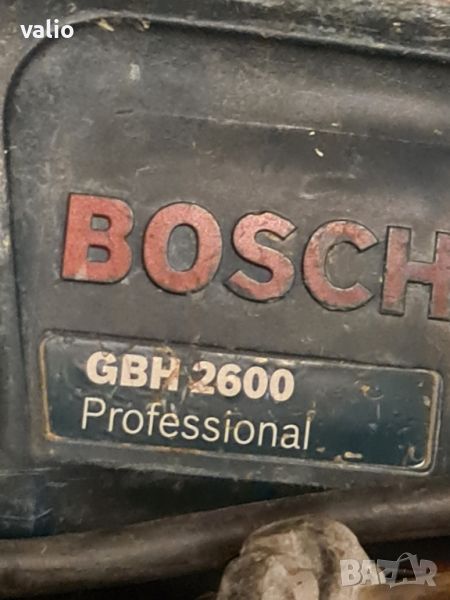 valio
BOSCH
GBH 2600
Professional
BAZAR